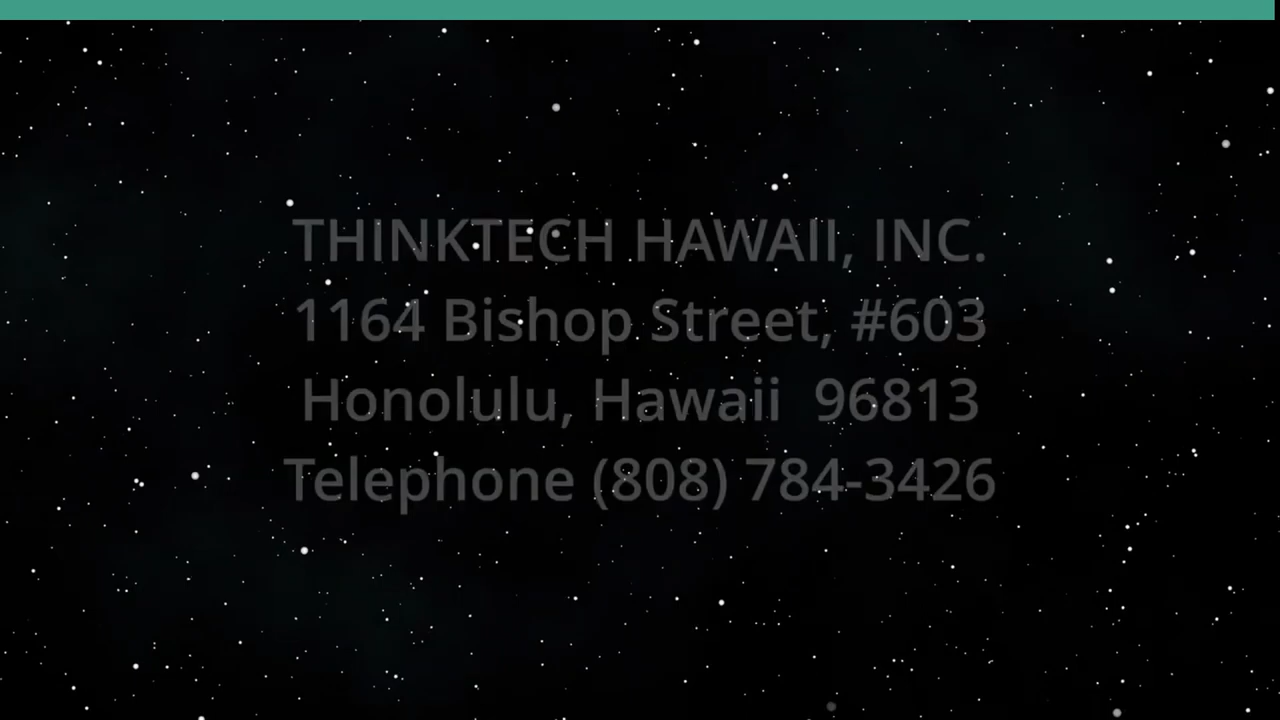 THINKTECH HAWAII, INC.
1164 Bishop Street, #603
Honolulu, Hawaii 96813
Telephone (808) 784-3426